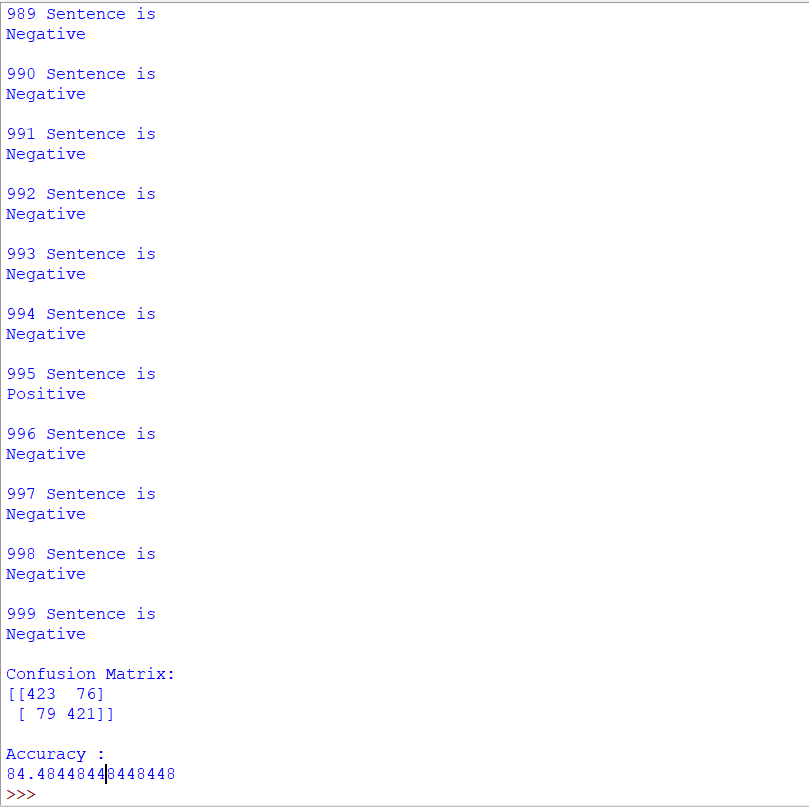 989 Sentence is
Negative
990 Sentence is
Negative
991 Sentence is
Negative
992 Sentence is
Negative
993 Sentence is
Negative
994 Sentence is
Negative
995 Sentence is
Positive
996 Sentence is
Negative
997 Sentence is
Negative
998 Sentence is
Negative
999 Sentence is
Negative
Confusion Matrix:
[[423  76]
 [ 79 421]]
Accuracy :
84.48448448448448
>>>